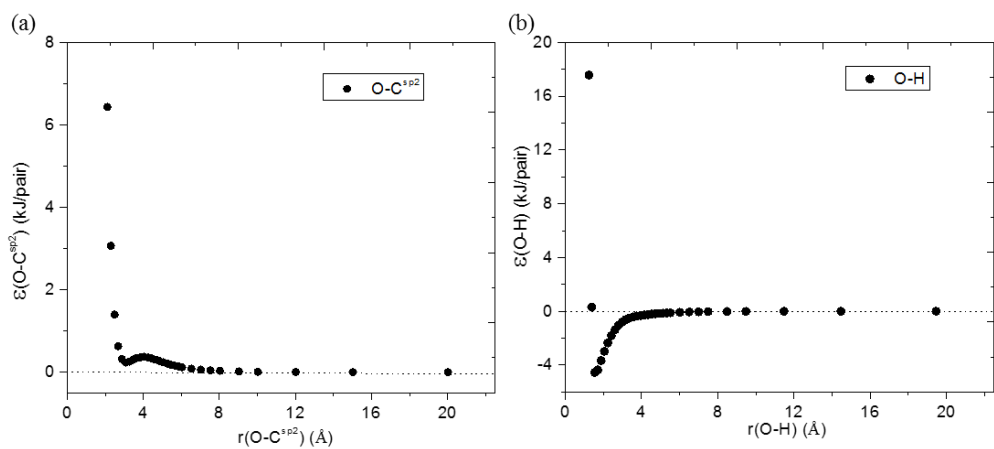 (a)
8
6
4
2
0
0 4 8 12 16 20
ε(O-C^sp2) (kJ/pair)
r(O-C^sp2) (Å)
O-C^sp2
(b)
20
16
12
8
4
0
-4
0 4 8 12 16 20
ε(O-H) (kJ/pair)
r(O-H) (Å)
O-H